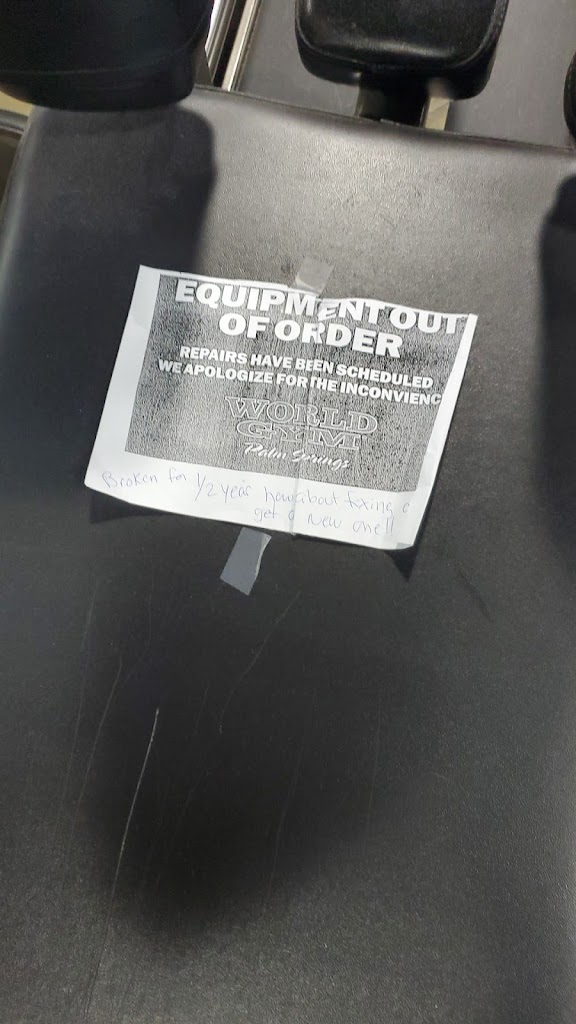 EQUIPMENT OUT
OF ORDER
REPAIRS HAVE BEEN SCHEDULED
WE APOLOGIZE FOR THE INCONVIENC
WORLD
GYM
Palm Springs
Broken for 1/2 year how about fixing o
get a new one!!